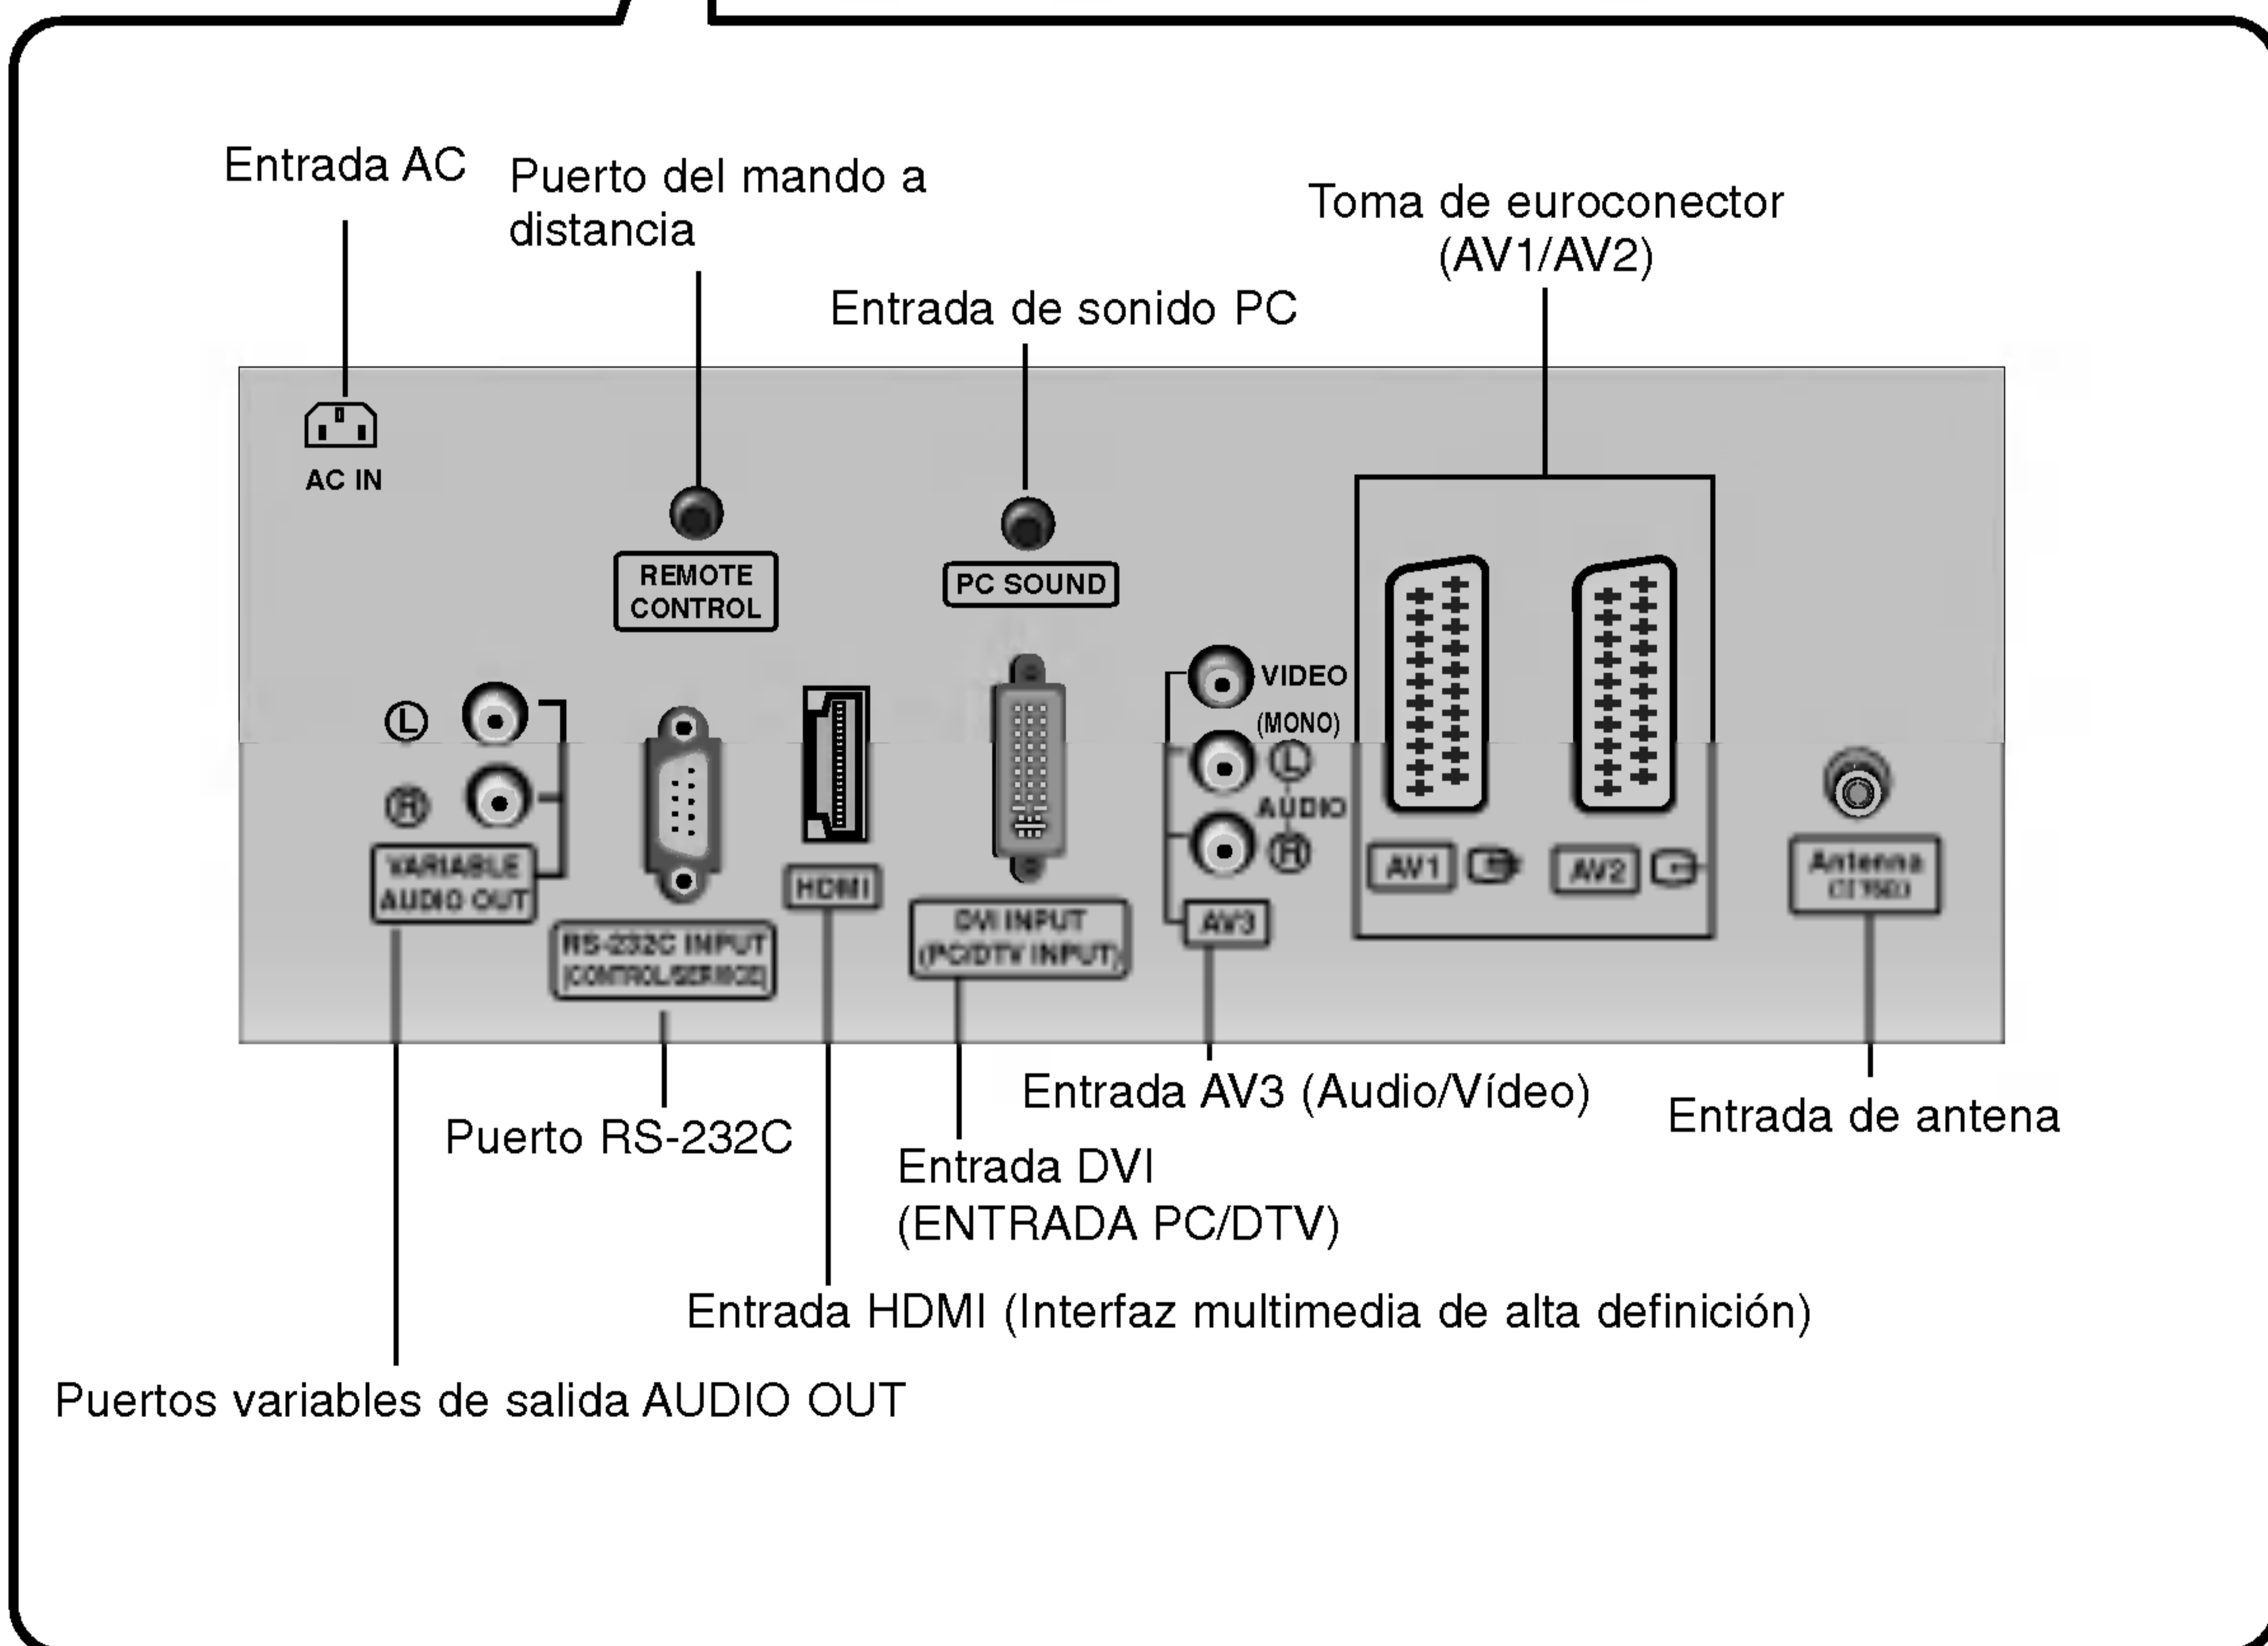 Entrada AC
Puerto del mando a
distancia
Toma de euroconector
(AV1/AV2)
Entrada de sonido PC
AC IN
REMOTE
CONTROL
PC SOUND
VIDEO
(MONO)
L
L
AUDIO
R
R
VARIABLE
AUDIO OUT
HDMI
AV1
AV2
Antenna
RS-232C INPUT
(CONTROL/SERVICE)
DVI INPUT
(PC/DTV INPUT)
AV3
Entrada AV3 (Audio/Vídeo)
Entrada de antena
Puerto RS-232C
Entrada DVI
(ENTRADA PC/DTV)
Entrada HDMI (Interfaz multimedia de alta definición)
Puertos variables de salida AUDIO OUT